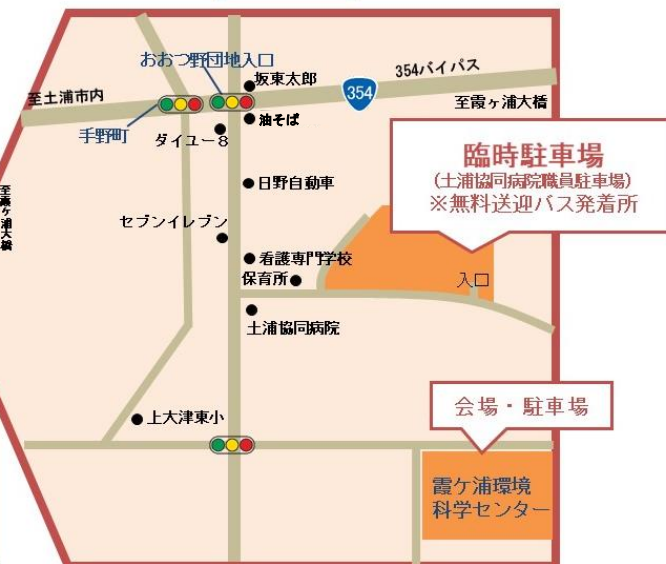 おおつ野団地入口
坂東太郎
354バイパス
354
至土浦市内
至霞ヶ浦大橋
手野町
ダイユー8
油そば
臨時駐車場
(土浦協同病院職員駐車場)
※無料送迎バス発着所
日野自動車
至霞ヶ浦大橋
セブンイレブン
看護専門学校
保育所
入口
土浦協同病院
会場・駐車場
上大津東小
霞ケ浦環境
科学センター